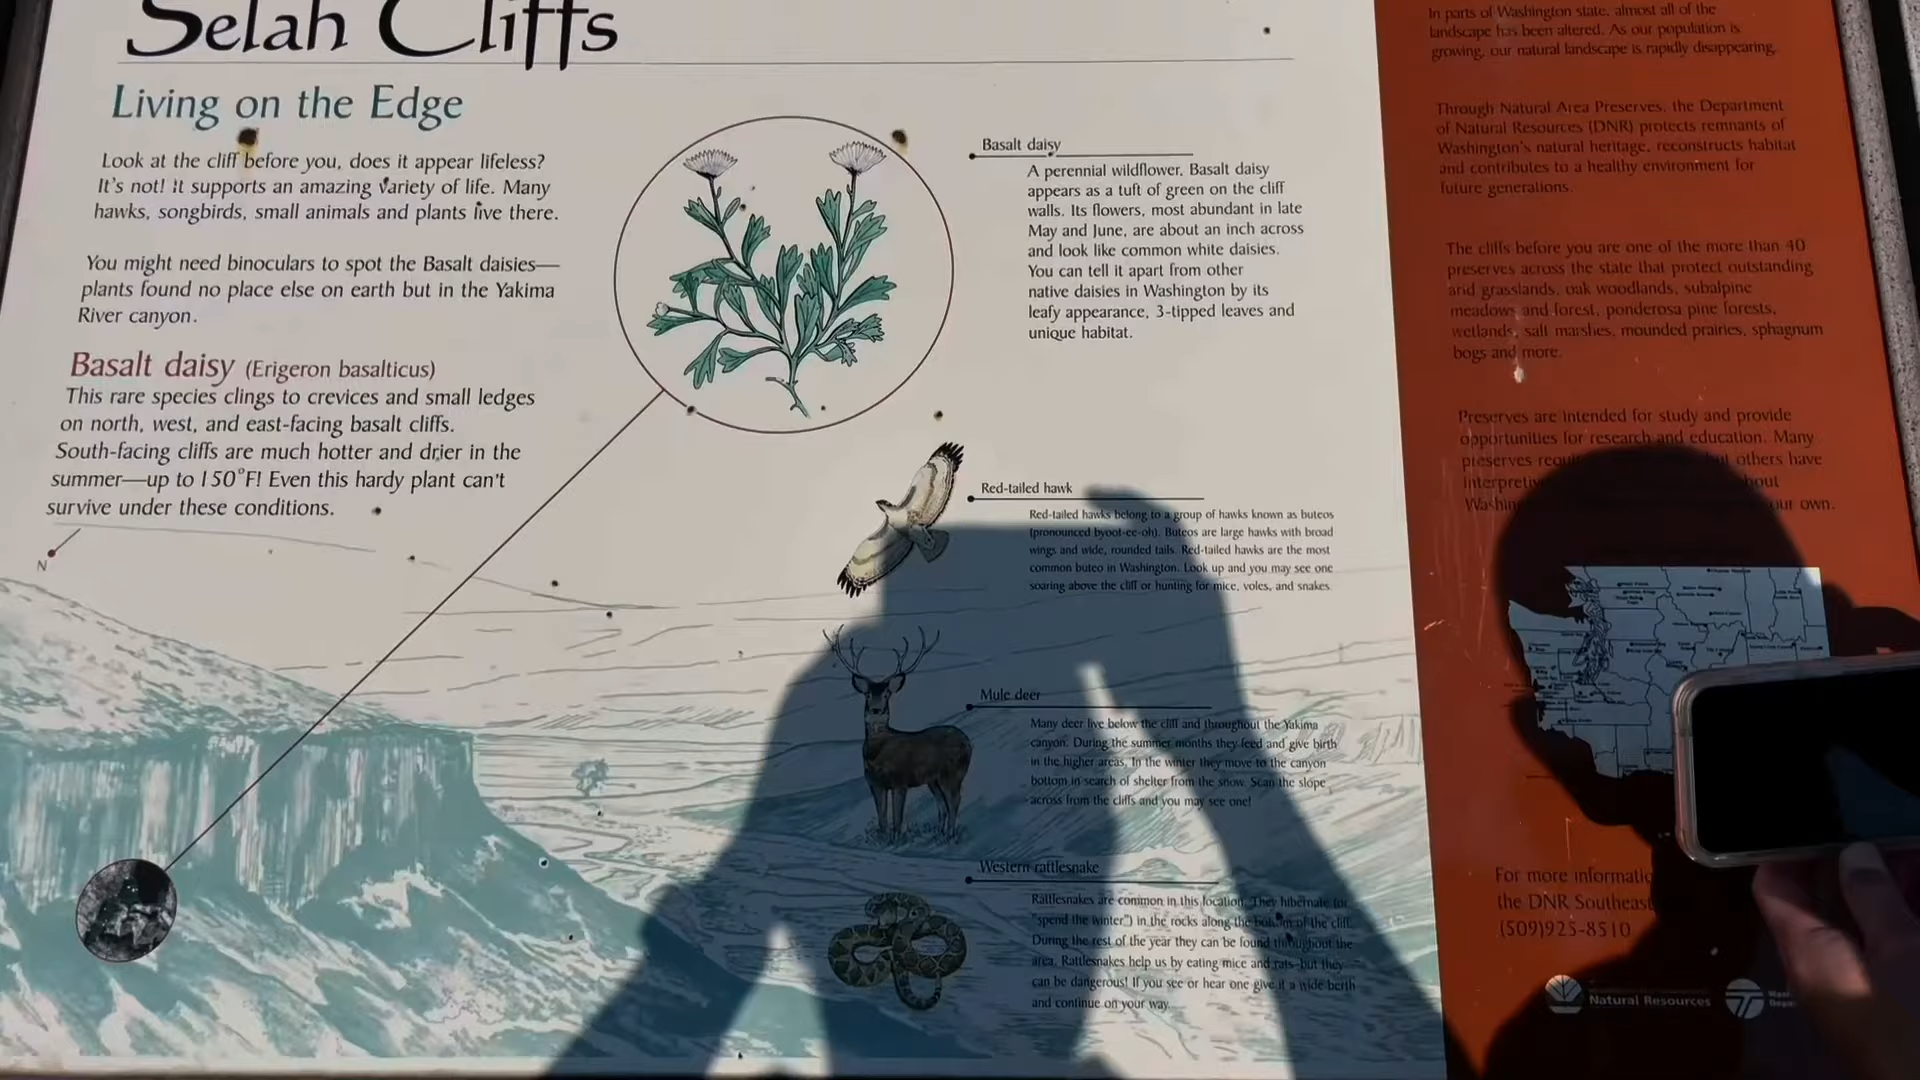 Selah Cliffs
Living on the Edge
Look at the cliff before you, does it appear lifeless?
It's not! It supports an amazing variety of life. Many
hawks, songbirds, small animals and plants live there.
You might need binoculars to spot the Basalt daisies—
plants found no place else on earth but in the Yakima
River canyon.
Basalt daisy (Erigeron basalticus)
This rare species clings to crevices and small ledges
on north, west, and east-facing basalt cliffs.
South-facing cliffs are much hotter and drier in the
summer—up to 150°F! Even this hardy plant can't
survive under these conditions.
N
Basalt daisy
A perennial wildflower, Basalt daisy
appears as a tuft of green on the cliff
walls. Its flowers, most abundant in late
May and June, are about an inch across
and look like common white daisies.
You can tell it apart from other
native daisies in Washington by its
leafy appearance, 3-tipped leaves and
unique habitat.
Red-tailed hawk
Red-tailed hawks belong to a group of hawks known as buteos
(pronounced byoot-ee-oh). Buteos are large hawks with broad
wings and wide, rounded tails. Red-tailed hawks are the most
common buteo in Washington. Look up and you may see one
soaring above the cliff or hunting for mice, voles, and snakes.
Mule deer
Many deer live below the cliff and throughout the Yakima
canyon. During the summer months they feed and give birth
in the higher areas. In the winter they move to the canyon
bottom in search of shelter from the snow. Scan the slope
across from the cliffs and you may see one!
Western rattlesnake
Rattlesnakes are common in this location. They hibernate (or
"spend the winter") in the rocks along the bottom of the cliff.
During the rest of the year they can be found throughout the
area. Rattlesnakes help us by eating mice and rats–but they
can be dangerous! If you see or hear one give it a wide berth
and continue on your way.
In parts of Washington state, almost all of the
landscape has been altered. As our population is
growing, our natural landscape is rapidly disappearing.
Through Natural Area Preserves, the Department
of Natural Resources (DNR) protects remnants of
Washington's natural heritage, reconstructs habitat
and contributes to a healthy environment for
future generations.
The cliffs before you are one of the more than 40
preserves across the state that protect outstanding
arid grasslands, oak woodlands, subalpine
meadows and forest, ponderosa pine forests,
wetlands, salt marshes, mounded prairies, sphagnum
bogs and more.
Preserves are intended for study and provide
opportunities for research and education. Many
preserves others have
our own.
For more
the DNR Southeast
(509)925-8510
Natural Resources